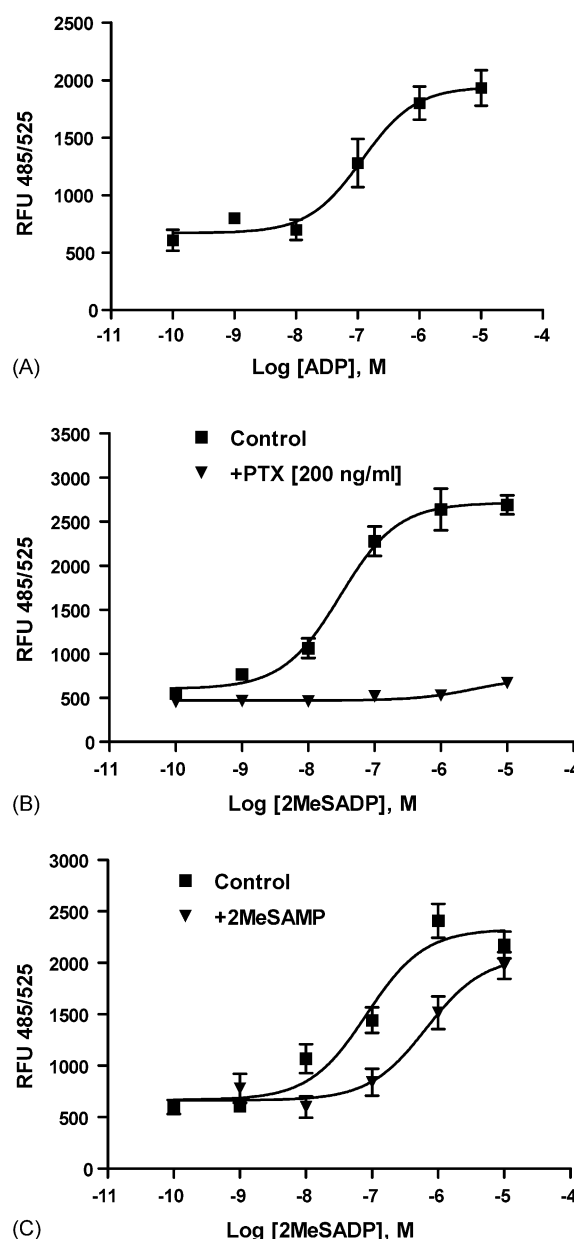 2500
2000
1500
1000
500
0
RFU 485/525
-11 -10 -9 -8 -7 -6 -5 -4
Log [ADP], M
(A)
3500
3000
2500
2000
1500
1000
500
0
RFU 485/525
Control
+PTX [200 ng/ml]
-11 -10 -9 -8 -7 -6 -5 -4
Log [2MeSADP], M
(B)
3000
2500
2000
1500
1000
500
0
RFU 485/525
Control
+2MeSAMP
-11 -10 -9 -8 -7 -6 -5 -4
Log [2MeSADP], M
(C)